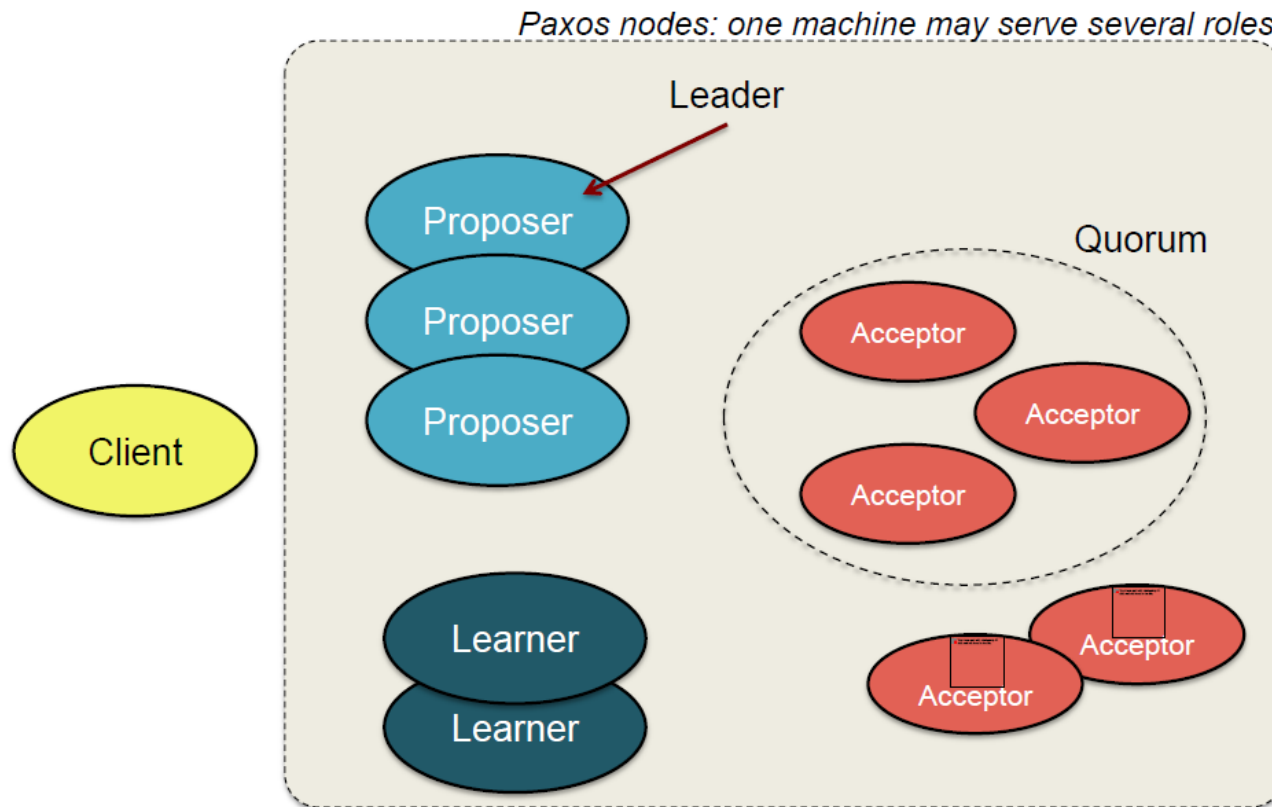 Paxos nodes: one machine may serve several roles
Leader
Proposer
Proposer
Proposer
Quorum
Acceptor
Acceptor
Acceptor
Client
Learner
Learner
Acceptor
Acceptor